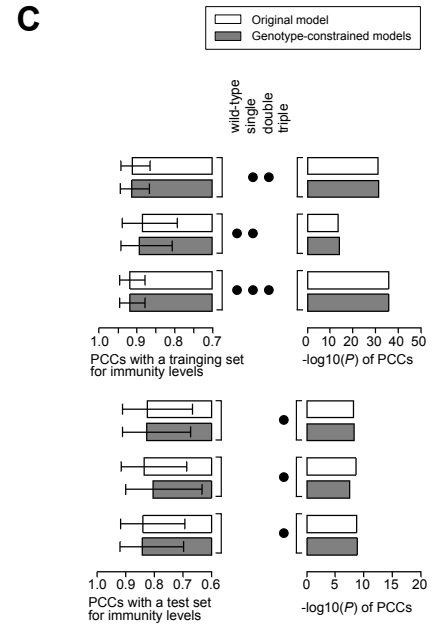 C
Original model
Genotype-constrained models
wild-type
single
double
triple
1.0 0.9 0.8 0.7
0 10 20 30 40 50
PCCs with a trainging set
for immunity levels
-log10(P) of PCCs
1.0 0.9 0.8 0.7 0.6
0 5 10 15 20
PCCs with a test set
for immunity levels
-log10(P) of PCCs